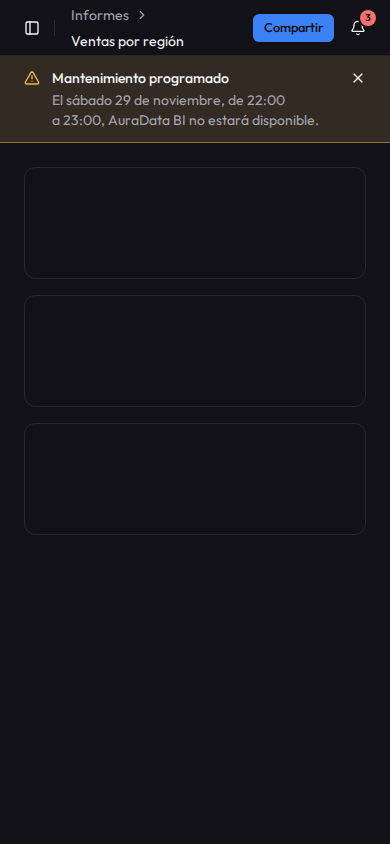 Informes
Ventas por región
Compartir
3
Mantenimiento programado
El sábado 29 de noviembre, de 22:00
a 23:00, AuraData BI no estará disponible.